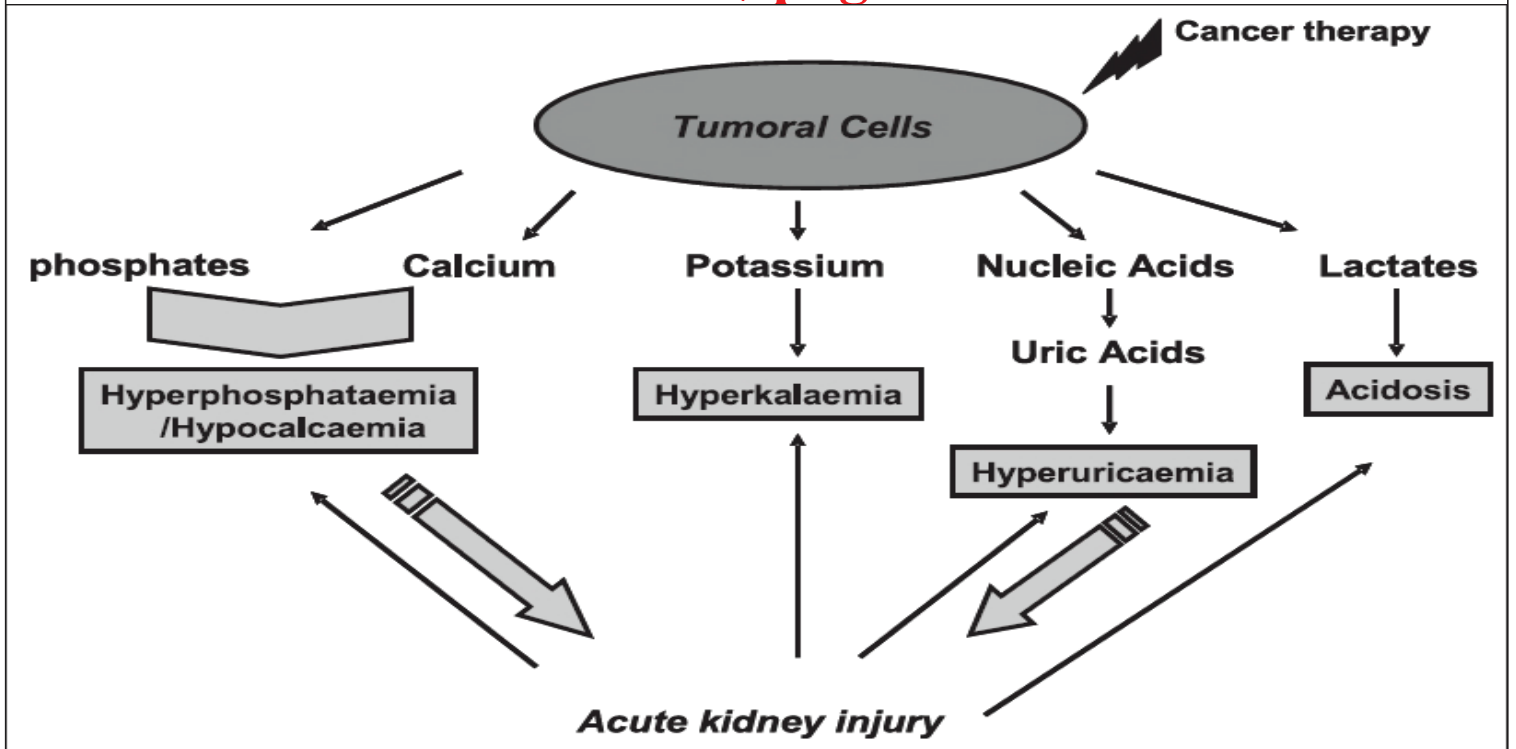 Cancer therapy
Tumoral Cells
phosphates
Calcium
Potassium
Nucleic Acids
Lactates
Uric Acids
Hyperphosphataemia
/Hypocalcaemia
Hyperkalaemia
Acidosis
Hyperuricaemia
Acute kidney injury